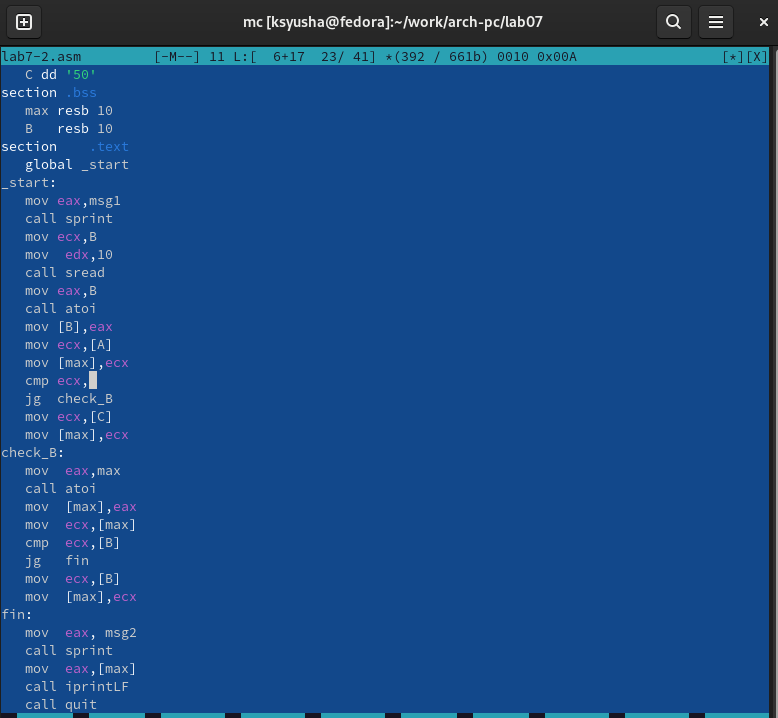 mc [ksyusha@fedora]:~/work/arch-pc/lab07
lab7-2.asm [-M--] 11 L:[ 6+17 23/ 41] *(392 / 661b) 0010 0x00A [*][X]
C dd '50'
section .bss
max resb 10
B resb 10
section .text
global _start
_start:
mov eax,msg1
call sprint
mov ecx,B
mov edx,10
call sread
mov eax,B
call atoi
mov [B],eax
mov ecx,[A]
mov [max],ecx
cmp ecx,
jg check_B
mov ecx,[C]
mov [max],ecx
check_B:
mov eax,max
call atoi
mov [max],eax
mov ecx,[max]
cmp ecx,[B]
jg fin
mov ecx,[B]
mov [max],ecx
fin:
mov eax, msg2
call sprint
mov eax,[max]
call iprintLF
call quit